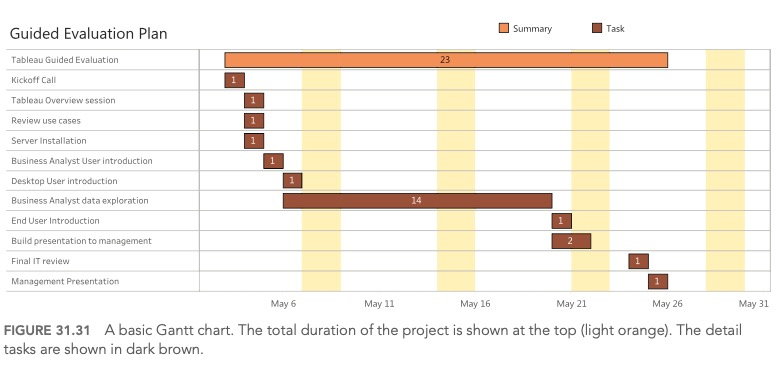 Guided Evaluation Plan
Summary
Task
Tableau Guided Evaluation
23
Kickoff Call
1
Tableau Overview session
1
Review use cases
1
Server Installation
1
Business Analyst User introduction
1
Desktop User introduction
1
Business Analyst data exploration
14
End User Introduction
1
Build presentation to management
2
Final IT review
1
Management Presentation
1
May 6
May 11
May 16
May 21
May 26
May 31
FIGURE 31.31 A basic Gantt chart. The total duration of the project is shown at the top (light orange). The detail
tasks are shown in dark brown.